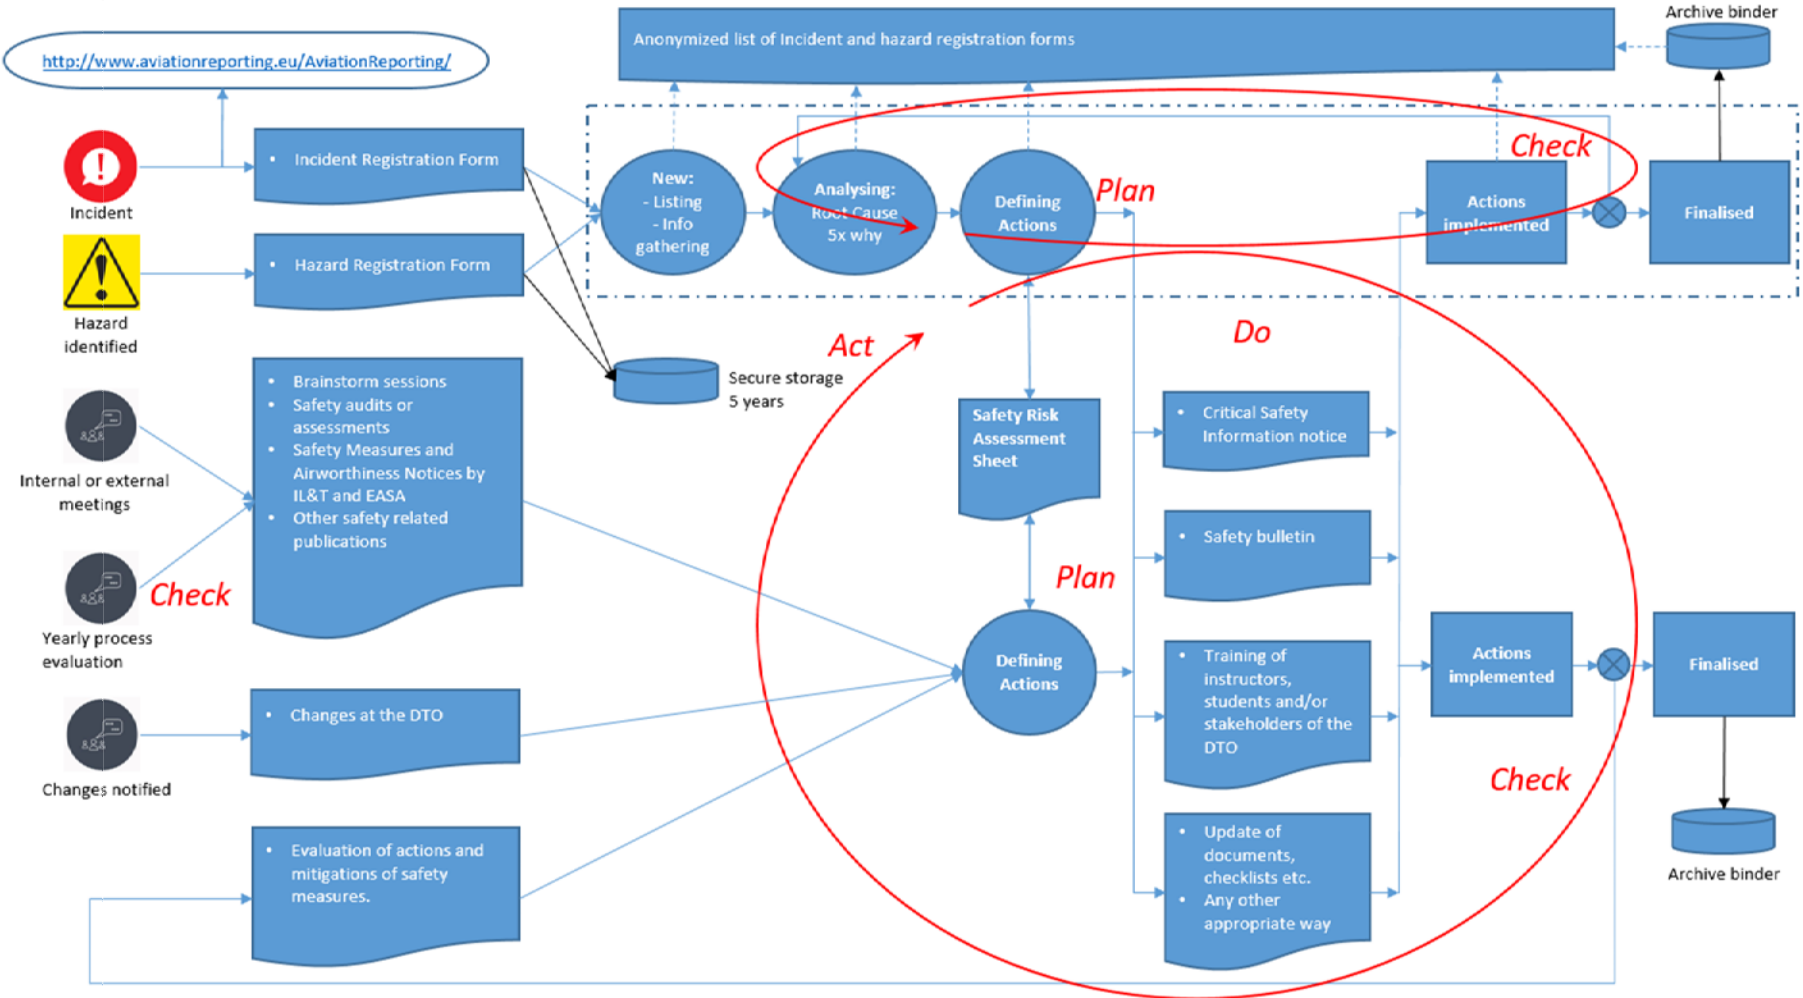 Archive binder
Anonymized list of Incident and hazard registration forms
http://www.aviationreporting.eu/AviationReporting/
Incident
• Incident Registration Form
New:
- Listing
- Info
gathering
Analysing:
Root Cause
5x why
Defining
Actions
Plan
Check
Actions
implemented
Finalised
Hazard
identified
• Hazard Registration Form
Secure storage
5 years
Act
Do
Internal or external
meetings
Yearly process
evaluation
Check
• Brainstorm sessions
• Safety audits or
assessments
• Safety Measures and
Airworthiness Notices by
IL&T and EASA
• Other safety related
publications
Safety Risk
Assessment
Sheet
Plan
Defining
Actions
• Critical Safety
Information notice
• Safety bulletin
• Training of
instructors,
students and/or
stakeholders of the
DTO
• Update of
documents,
checklists etc.
• Any other
appropriate way
Actions
implemented
Finalised
Check
Archive binder
Changes notified
• Changes at the DTO
• Evaluation of actions and
mitigations of safety
measures.